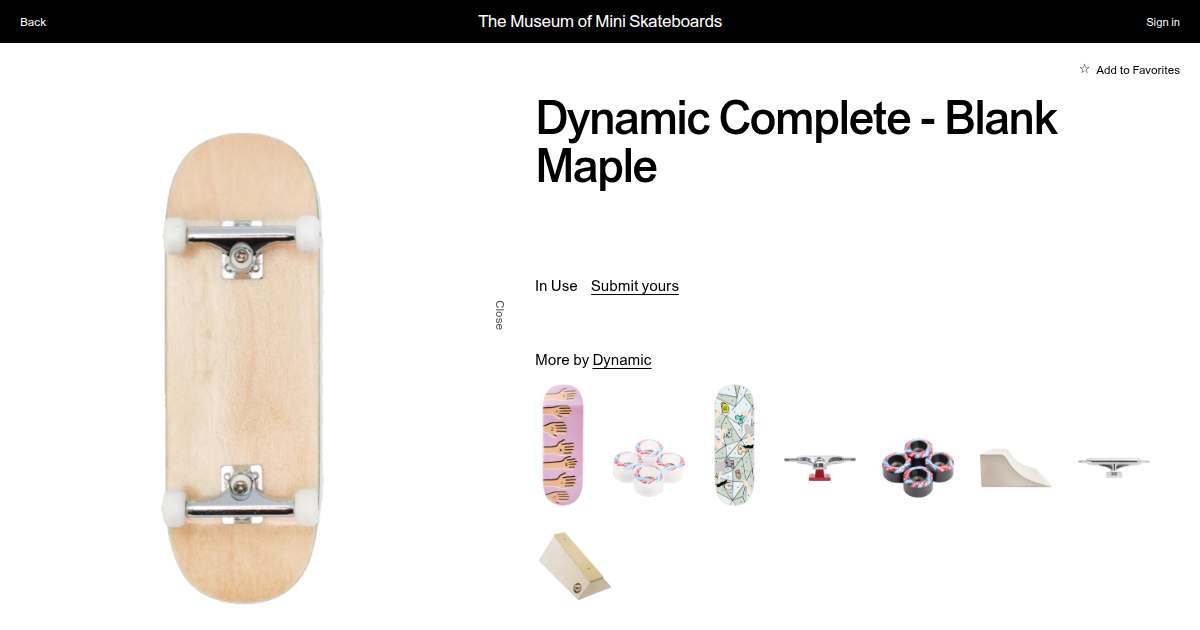 Back
The Museum of Mini Skateboards
Sign in
☆ Add to Favorites
Dynamic Complete - Blank
Maple
In Use Submit yours
Close
More by Dynamic